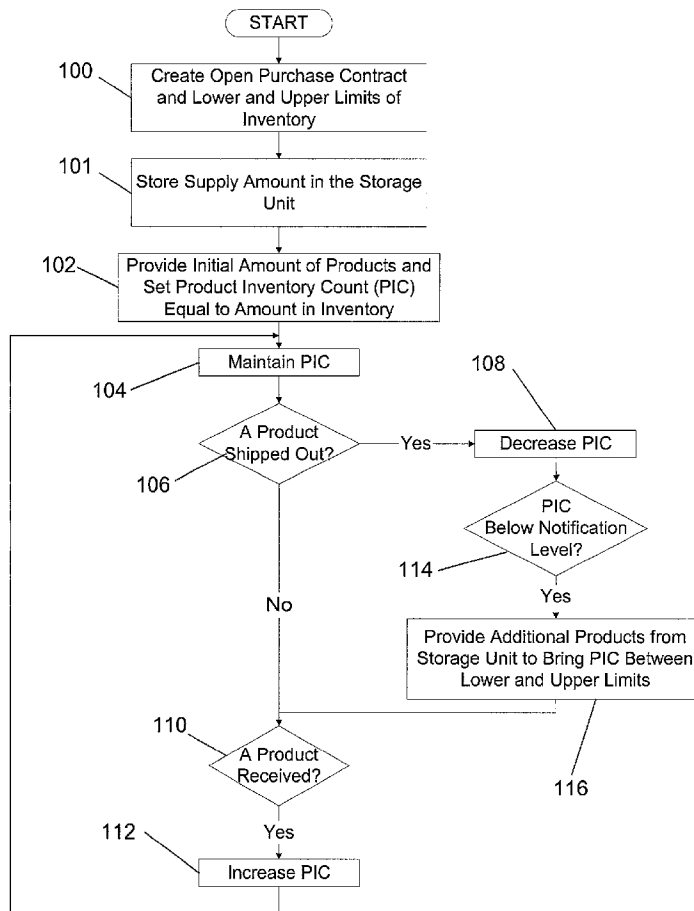 START
100
Create Open Purchase Contract
and Lower and Upper Limits of
Inventory
101
Store Supply Amount in the Storage
Unit
102
Provide Initial Amount of Products and
Set Product Inventory Count (PIC)
Equal to Amount in Inventory
Maintain PIC
104
108
A Product
Shipped Out?
Yes
Decrease PIC
106
PIC
Below Notification
Level?
114
Yes
No
Provide Additional Products from
Storage Unit to Bring PIC Between
Lower and Upper Limits
110
A Product
Received?
116
Yes
112
Increase PIC